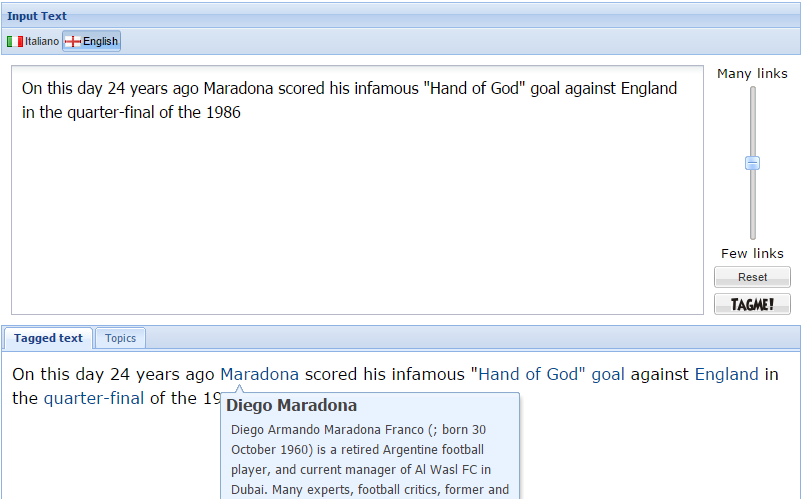 Input Text
Italiano English
On this day 24 years ago Maradona scored his infamous "Hand of God" goal against England
in the quarter-final of the 1986
Many links
Few links
Reset
TAGME!
Tagged text Topics
On this day 24 years ago Maradona scored his infamous "Hand of God" goal against England in
the quarter-final of the 19
Diego Maradona
Diego Armando Maradona Franco (; born 30
October 1960) is a retired Argentine football
player, and current manager of Al Wasl FC in
Dubai. Many experts, football critics, former and